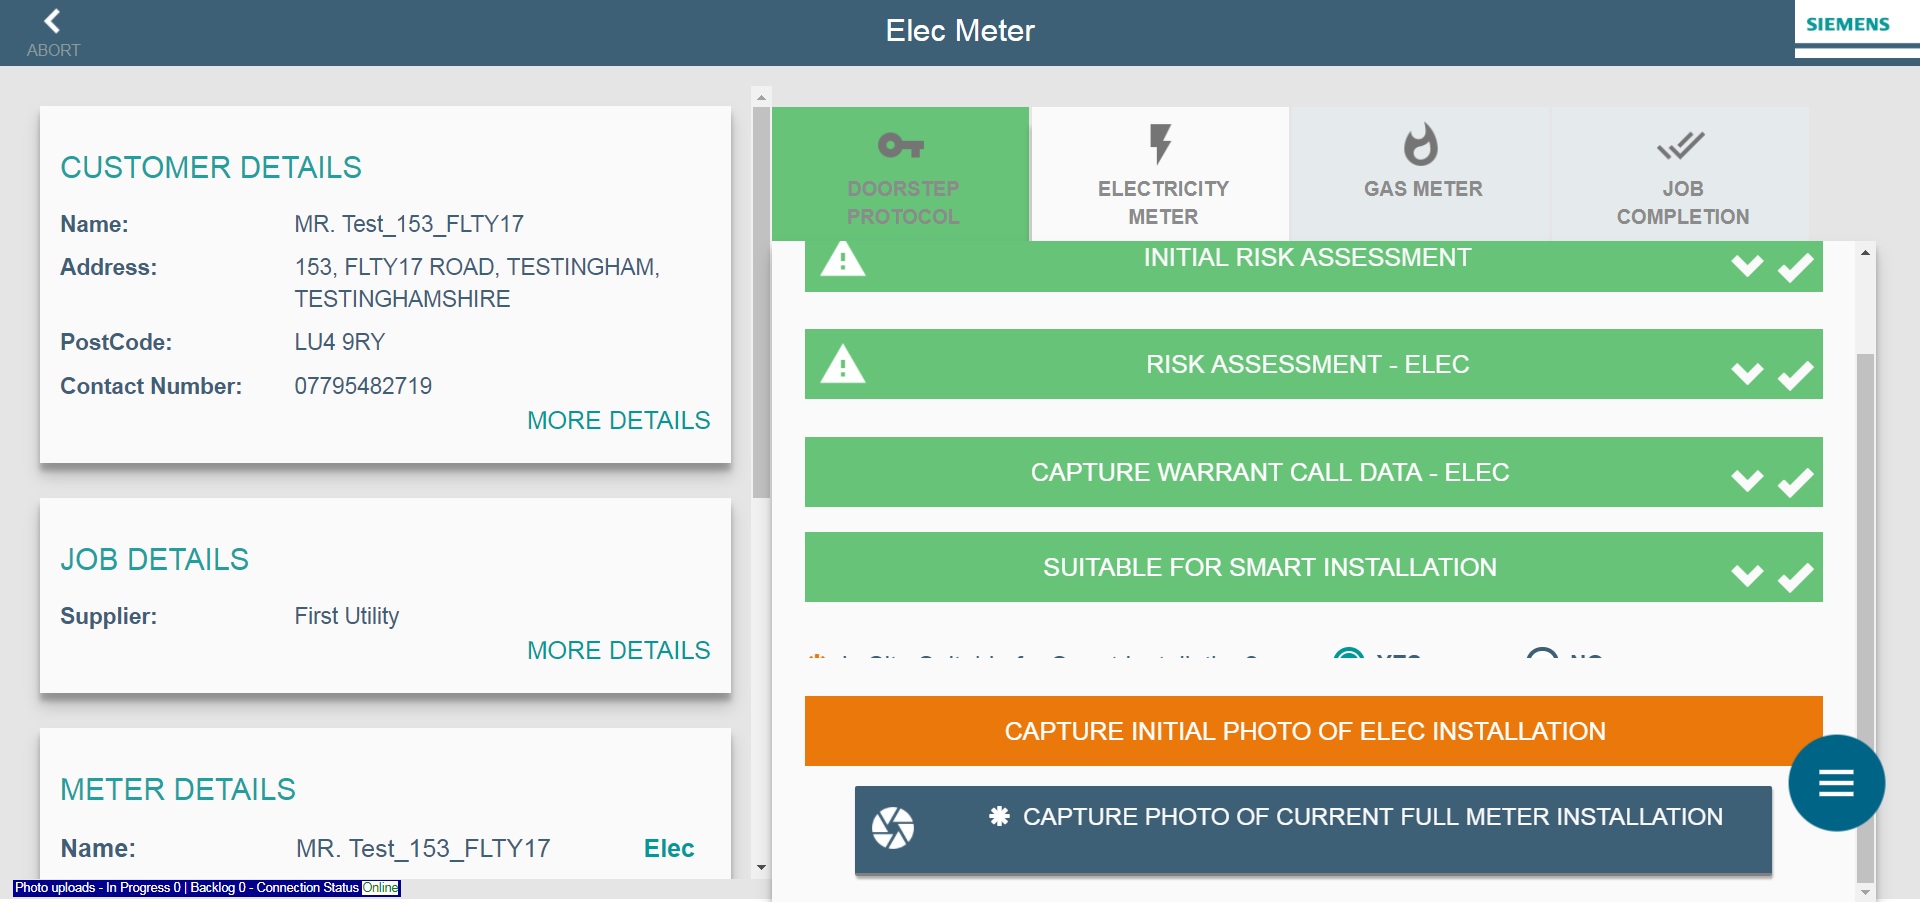 ABORT
Elec Meter
SIEMENS
CUSTOMER DETAILS
Name: MR. Test_153_FLTY17
Address: 153, FLTY17 ROAD, TESTINGHAM,
TESTINGHAMSHIRE
PostCode: LU4 9RY
Contact Number: 07795482719
MORE DETAILS
JOB DETAILS
Supplier: First Utility
MORE DETAILS
METER DETAILS
Name: MR. Test_153_FLTY17 Elec
Photo uploads - In Progress 0 | Backlog 0 - Connection Status Online
DOORSTEP
PROTOCOL
ELECTRICITY
METER
GAS METER
JOB
COMPLETION
INITIAL RISK ASSESSMENT
RISK ASSESSMENT - ELEC
CAPTURE WARRANT CALL DATA - ELEC
SUITABLE FOR SMART INSTALLATION
YES NO
CAPTURE INITIAL PHOTO OF ELEC INSTALLATION
✱ CAPTURE PHOTO OF CURRENT FULL METER INSTALLATION